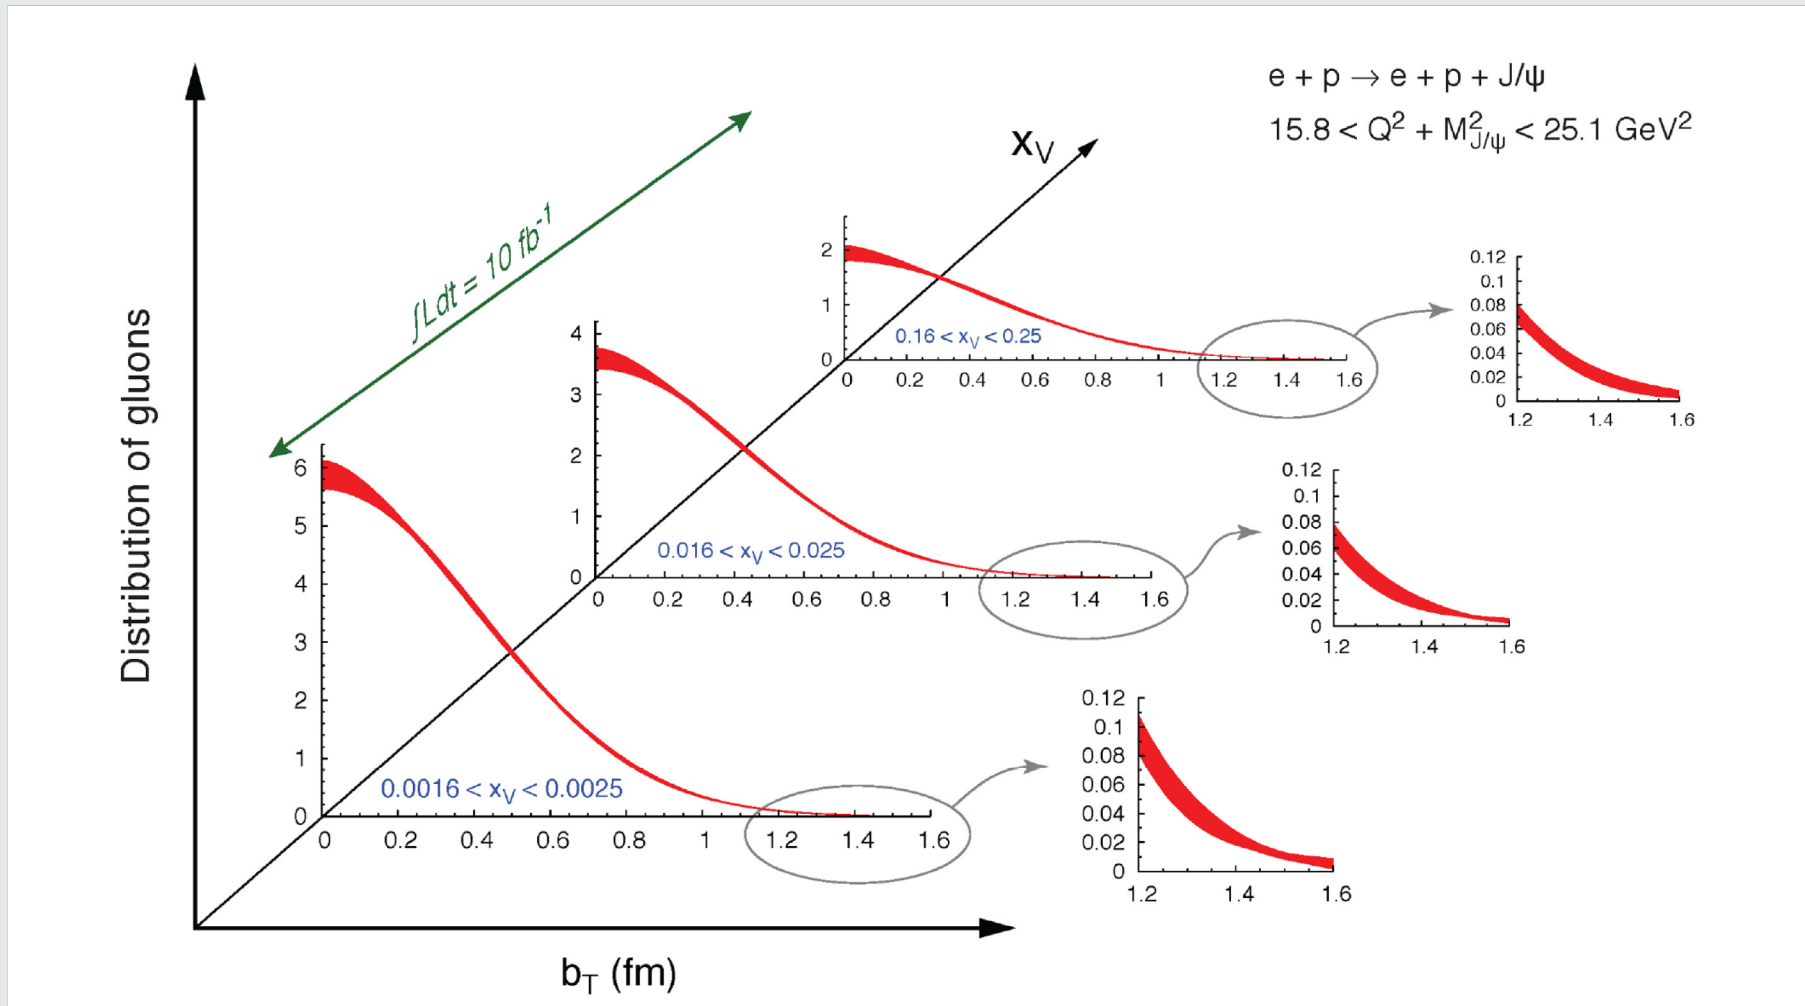 e + p → e + p + J/ψ
15.8 < Q² + M²J/ψ < 25.1 GeV²
xV
∫Ldt = 10 fb⁻¹
Distribution of gluons
bT (fm)
2
1
0
0.16 < xV < 0.25
0 0.2 0.4 0.6 0.8 1 1.2 1.4 1.6
0.12
0.1
0.08
0.06
0.04
0.02
0
1.2 1.4 1.6
4
3
2
1
0
0.016 < xV < 0.025
0 0.2 0.4 0.6 0.8 1 1.2 1.4 1.6
0.12
0.1
0.08
0.06
0.04
0.02
0
1.2 1.4 1.6
6
5
4
3
2
1
0
0.0016 < xV < 0.0025
0 0.2 0.4 0.6 0.8 1 1.2 1.4 1.6
0.12
0.1
0.08
0.06
0.04
0.02
0
1.2 1.4 1.6